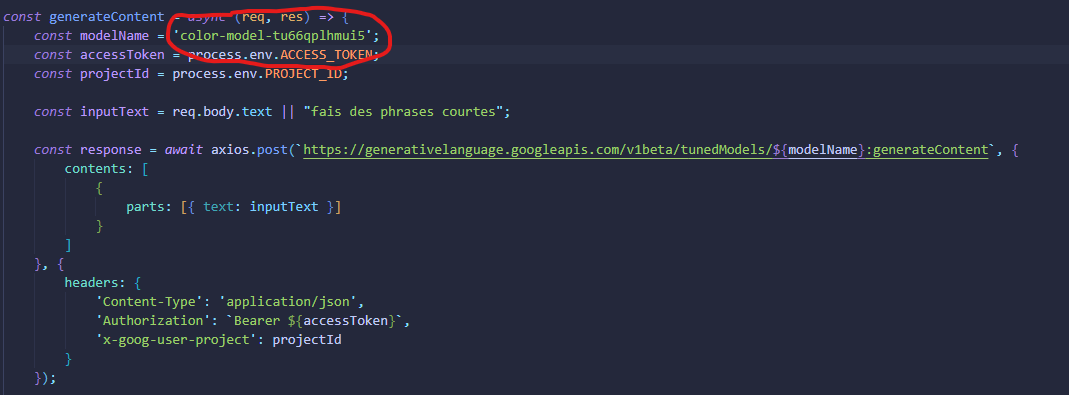 const generateContent = async (req, res) => {
const modelName = 'color-model-tu66qplhmui5';
const accessToken = process.env.ACCESS_TOKEN;
const projectId = process.env.PROJECT_ID;
const inputText = req.body.text || "fais des phrases courtes";
const response = await axios.post(`https://generativelanguage.googleapis.com/v1beta/tunedModels/${modelName}:generateContent`, {
contents: [
{
parts: [{ text: inputText }]
}
]
}, {
headers: {
'Content-Type': 'application/json',
'Authorization': `Bearer ${accessToken}`,
'x-goog-user-project': projectId
}
});